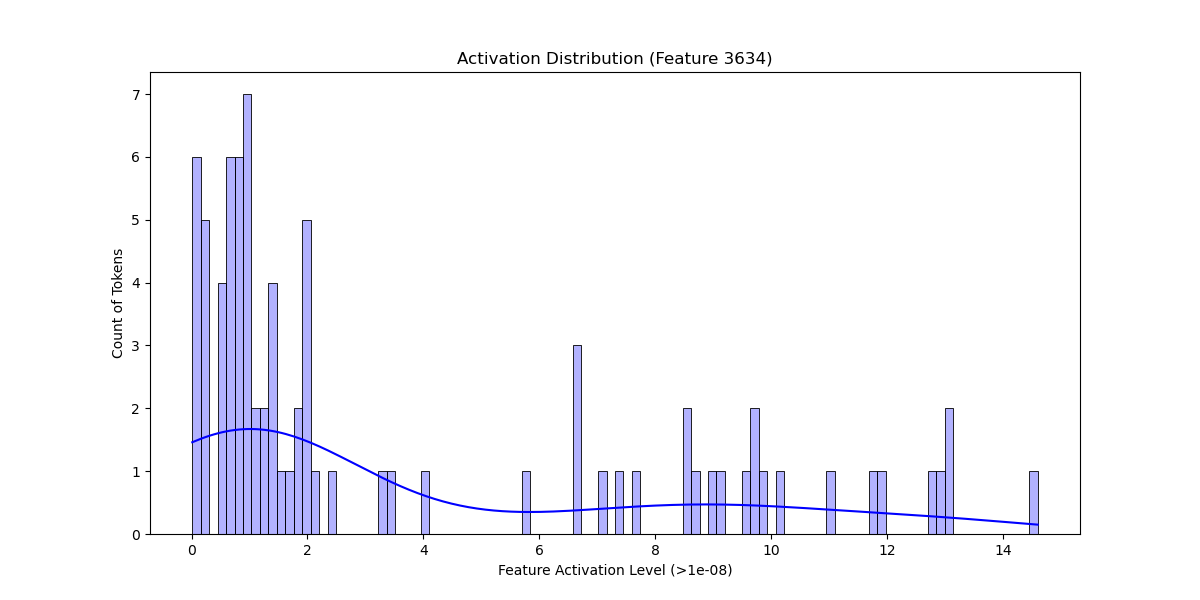 Activation Distribution (Feature 3634)
7
6
5
4
3
2
1
0
Count of Tokens
0 2 4 6 8 10 12 14
Feature Activation Level (>1e-08)